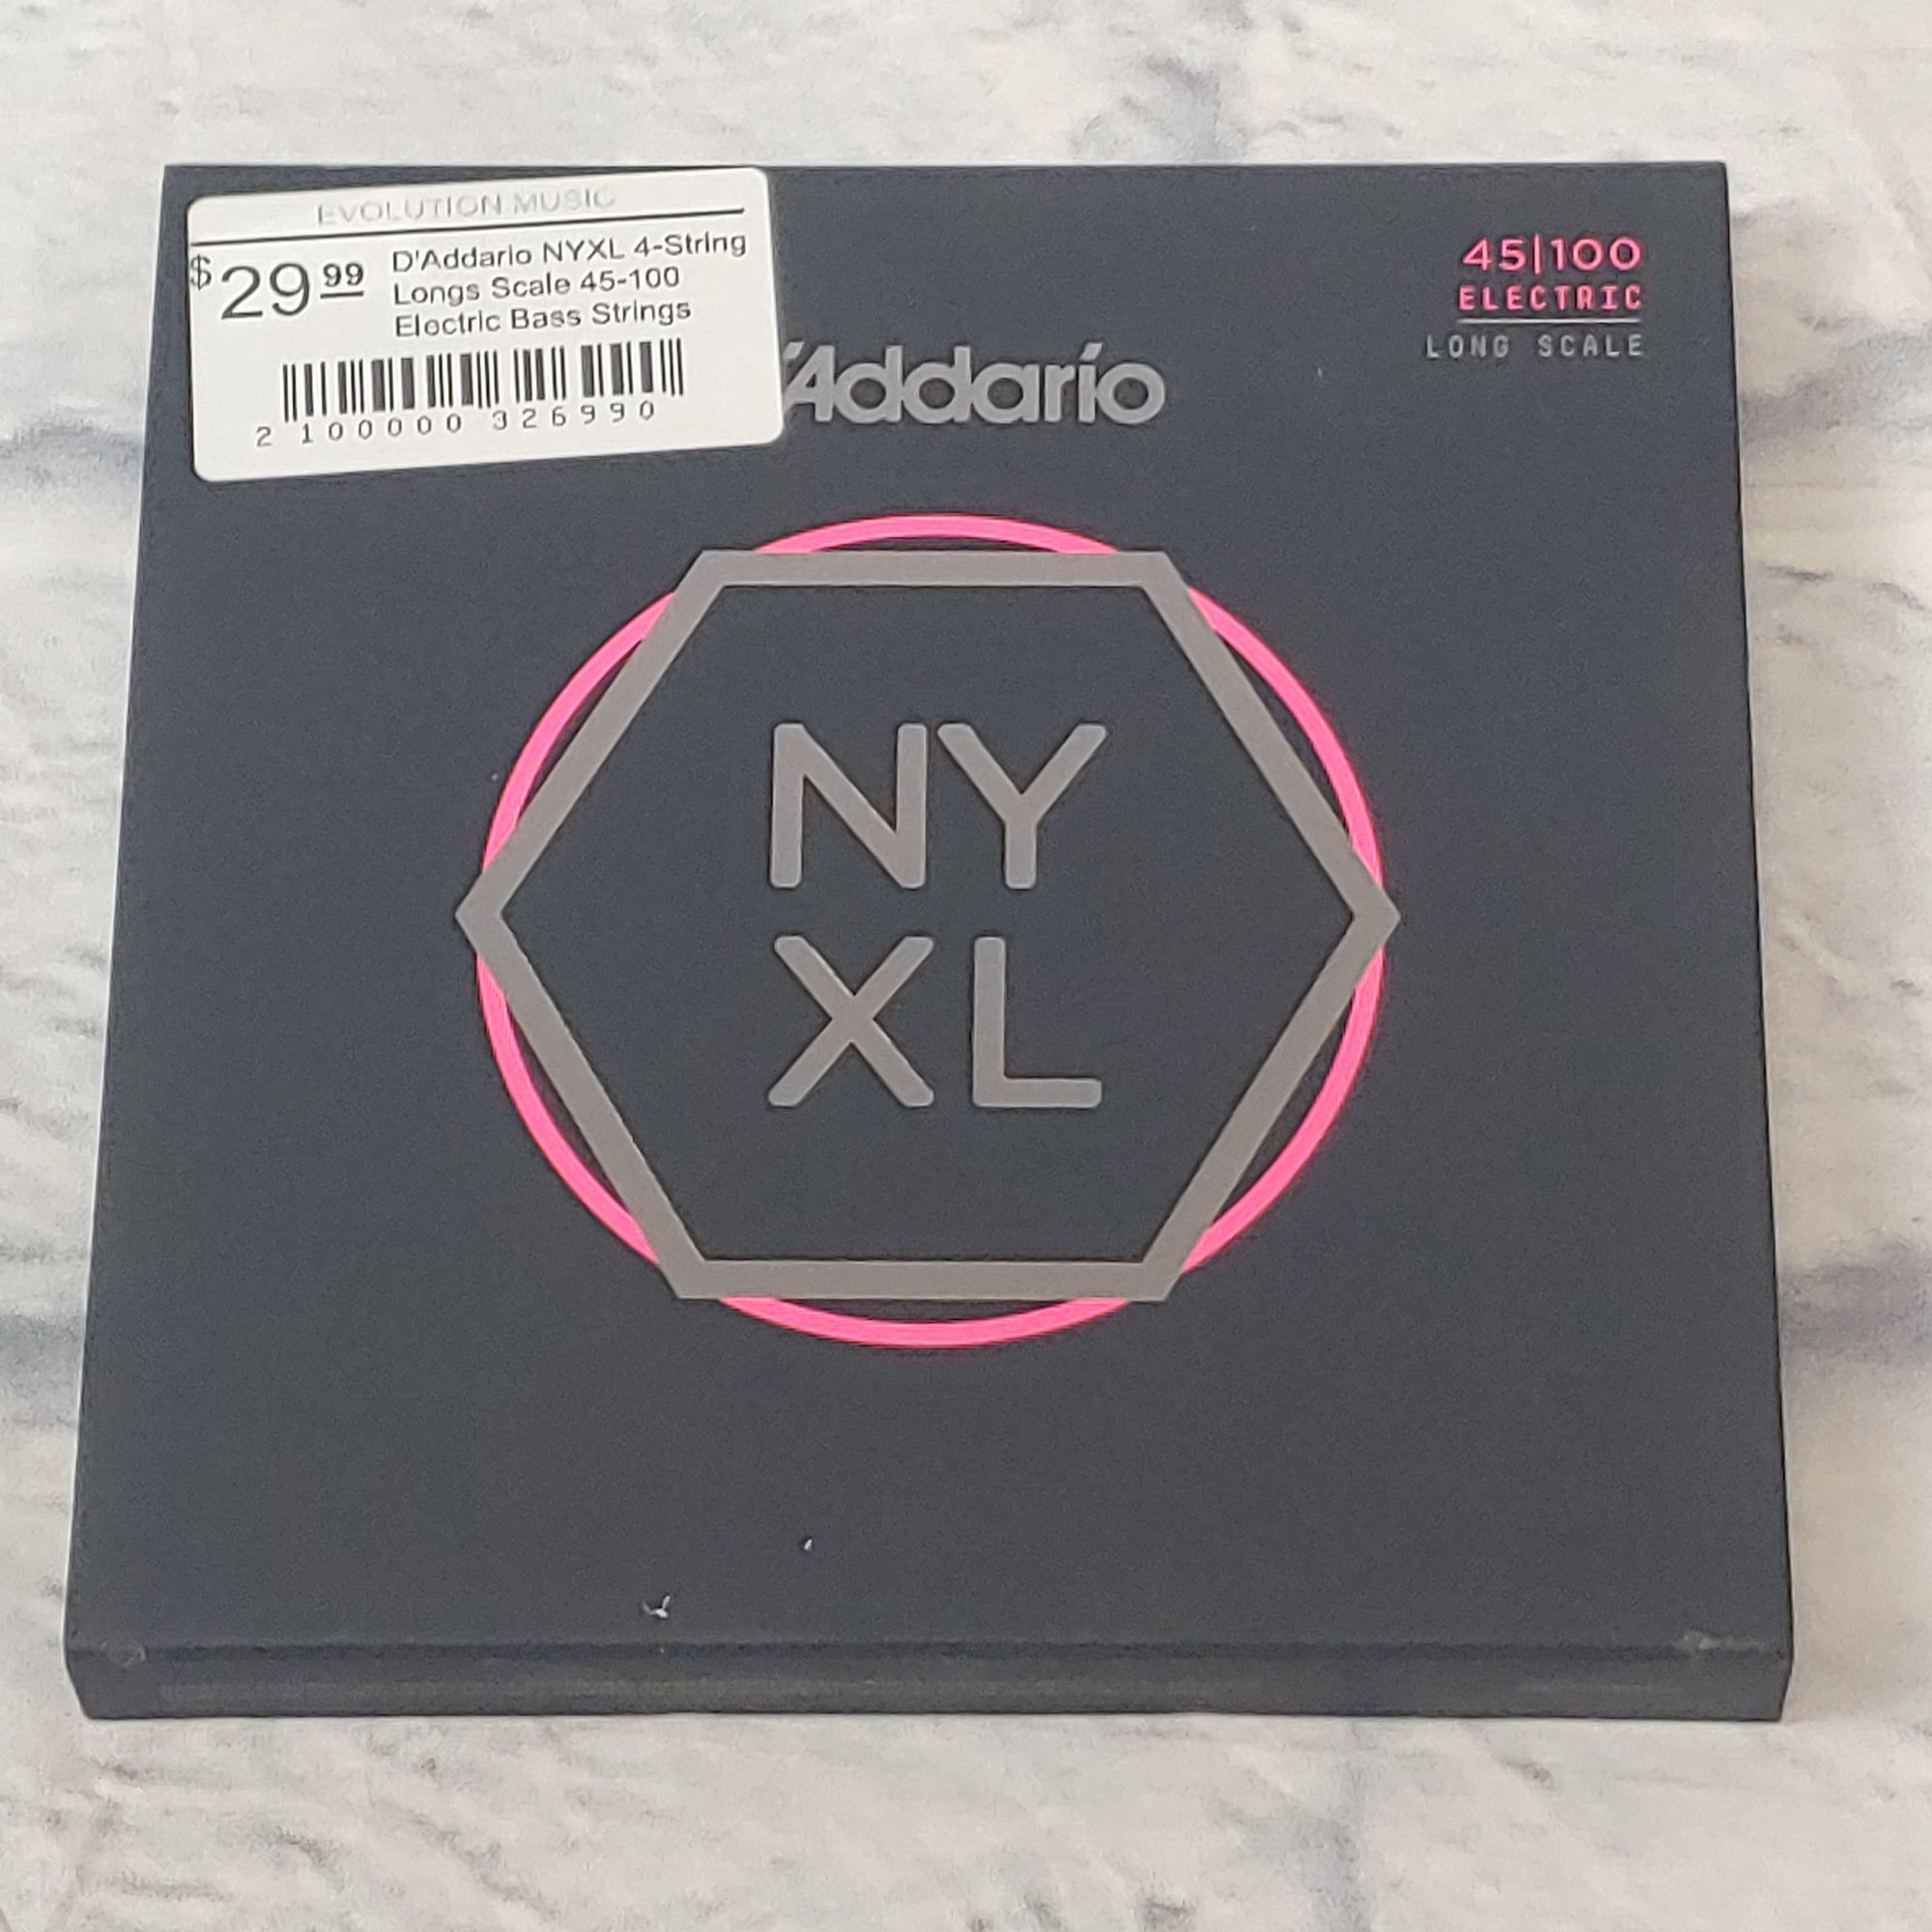 EVOLUTION MUSIC
$29.99
D'Addario NYXL 4-String
Longs Scale 45-100
Electric Bass Strings
2 100000 326990
'Addario
45|100
ELECTRIC
LONG SCALE
NY
XL